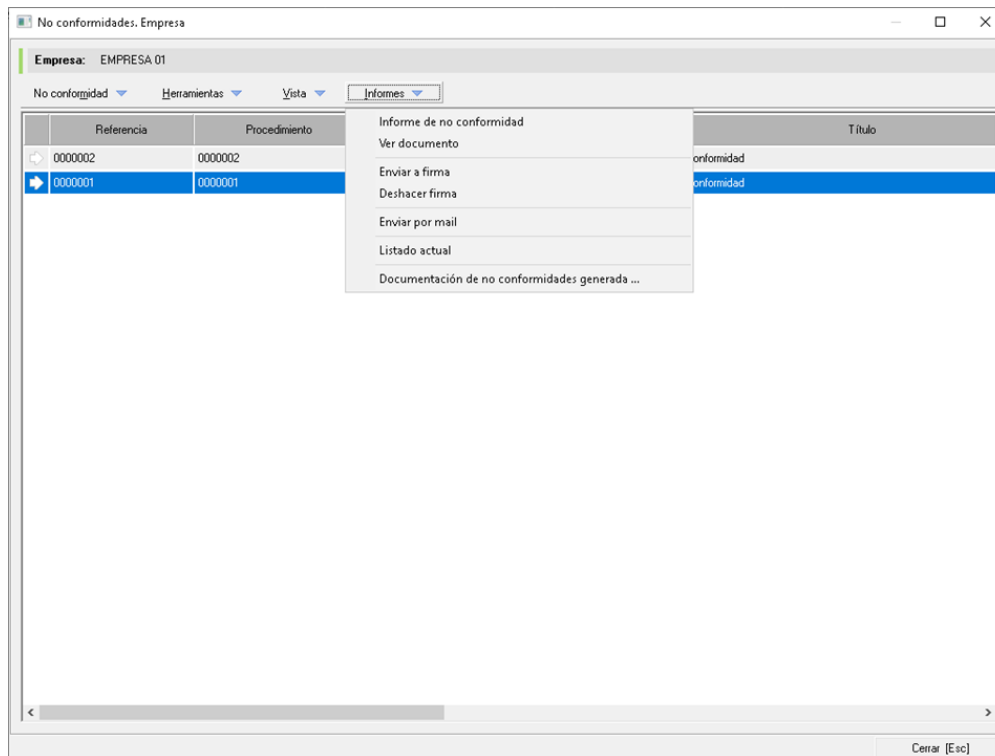 No conformidades. Empresa
Empresa: EMPRESA 01
No conformidad Herramientas Vista Informes
Referencia Procedimiento Título
0000002 0000002 onformidad
0000001 0000001 onformidad
Informe de no conformidad
Ver documento
Enviar a firma
Deshacer firma
Enviar por mail
Listado actual
Documentación de no conformidades generada ...
Cerrar [Esc]